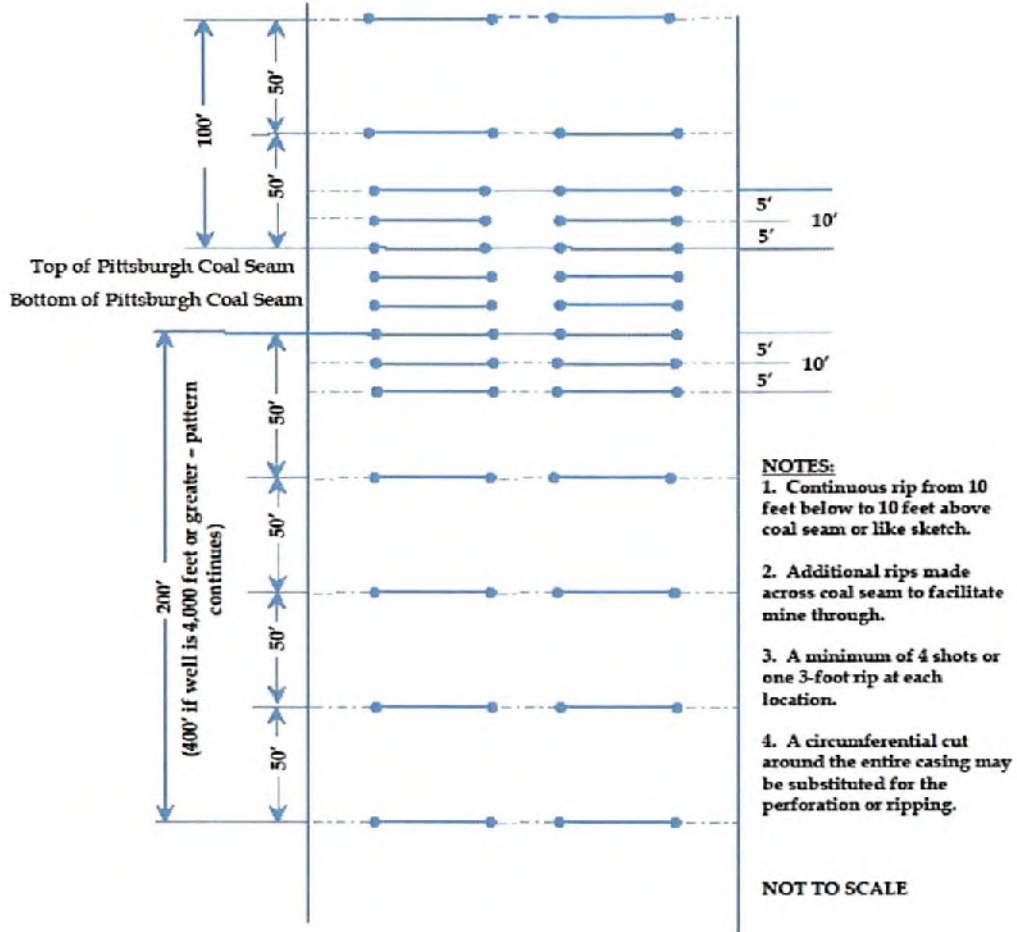 50'
100'
50'
5'
10'
5'
Top of Pittsburgh Coal Seam
Bottom of Pittsburgh Coal Seam
5'
10'
5'
200'
(400' if well is 4,000 feet or greater – pattern
continues)
50'
50'
50'
50'
NOTES:
1. Continuous rip from 10
feet below to 10 feet above
coal seam or like sketch.
2. Additional rips made
across coal seam to facilitate
mine through.
3. A minimum of 4 shots or
one 3-foot rip at each
location.
4. A circumferential cut
around the entire casing may
be substituted for the
perforation or ripping.
NOT TO SCALE